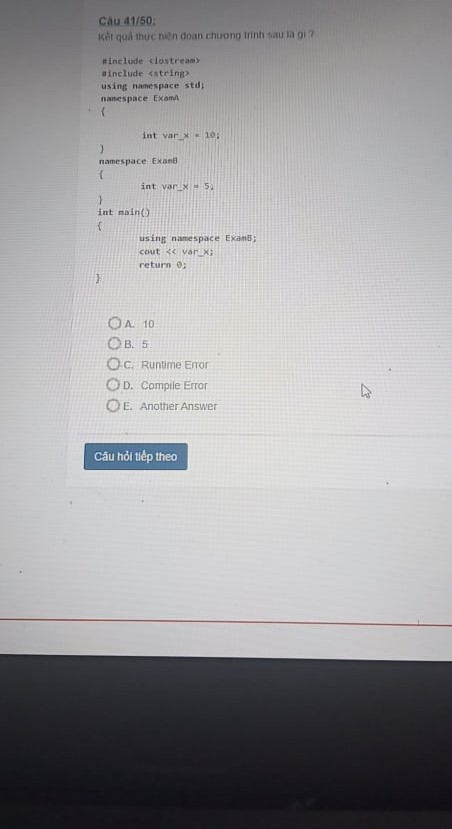 Câu 41/50:
Kết quả thực hiện đoạn chương trình sau là gì ?
#include <iostream>
#include <string>
using namespace std;
namespace ExamA
{
int var_x = 10;
}
namespace ExamB
{
int var_x = 5;
}
int main()
{
using namespace ExamB;
cout << var_x;
return 0;
}
A. 10
B. 5
C. Runtime Error
D. Compile Error
E. Another Answer
Câu hỏi tiếp theo